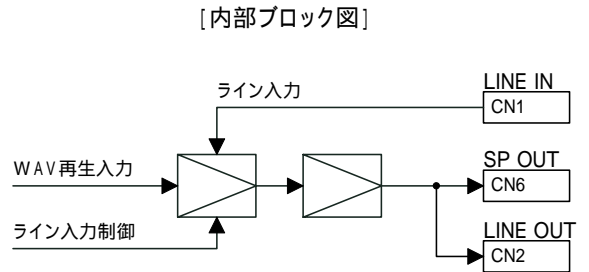 [内部ブロック図]
LINE IN
ライン入力
CN1
SP OUT
WAV再生入力
CN6
ライン入力制御
LINE OUT
CN2